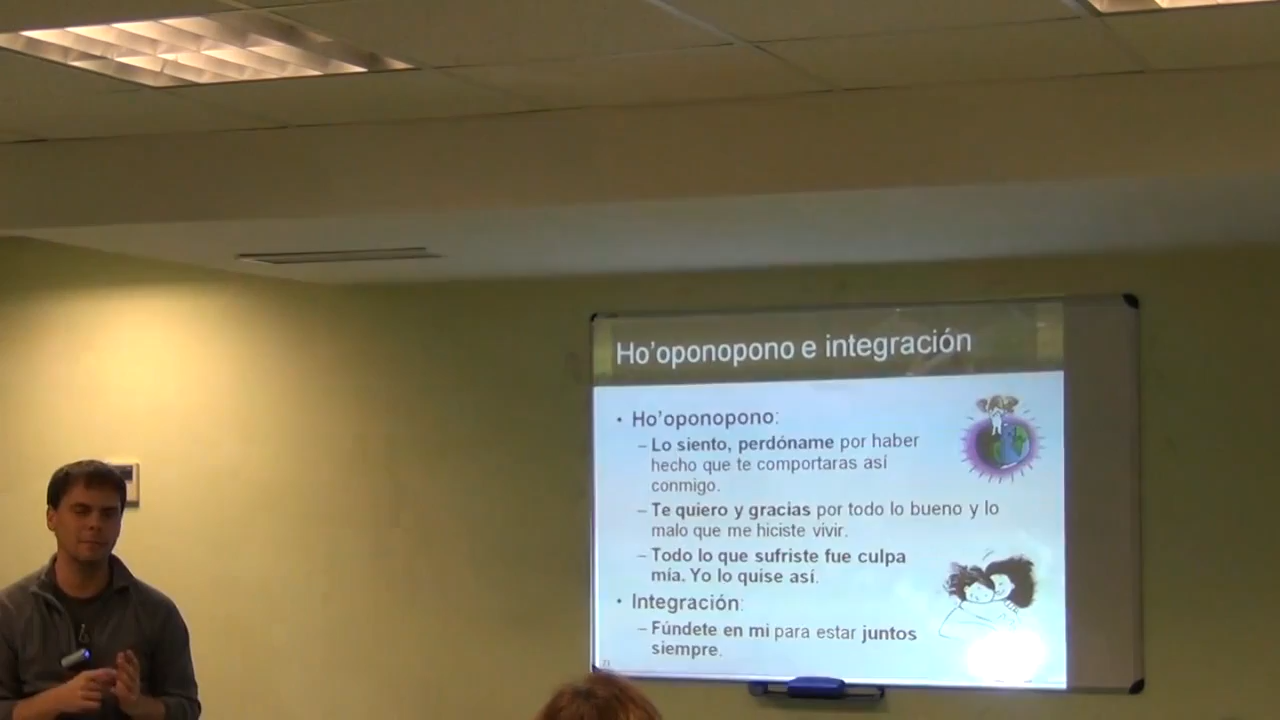 Ho'oponopono e integración
• Ho'oponopono:
– Lo siento, perdóname por haber
hecho que te comportaras así
conmigo.
– Te quiero y gracias por todo lo bueno y lo
malo que me hiciste vivir.
– Todo lo que sufriste fue culpa
mía. Yo lo quise así.
• Integración:
– Fúndete en mi para estar juntos
siempre.